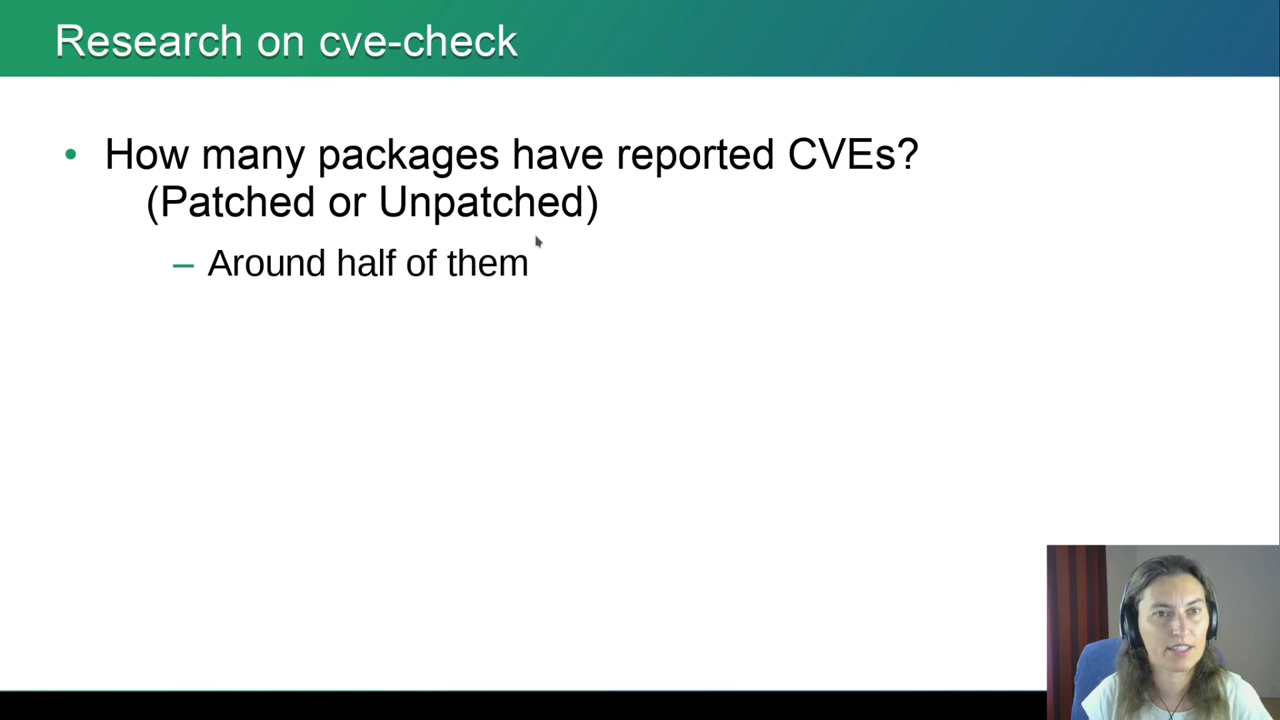 Research on cve-check
• How many packages have reported CVEs?
(Patched or Unpatched)
– Around half of them